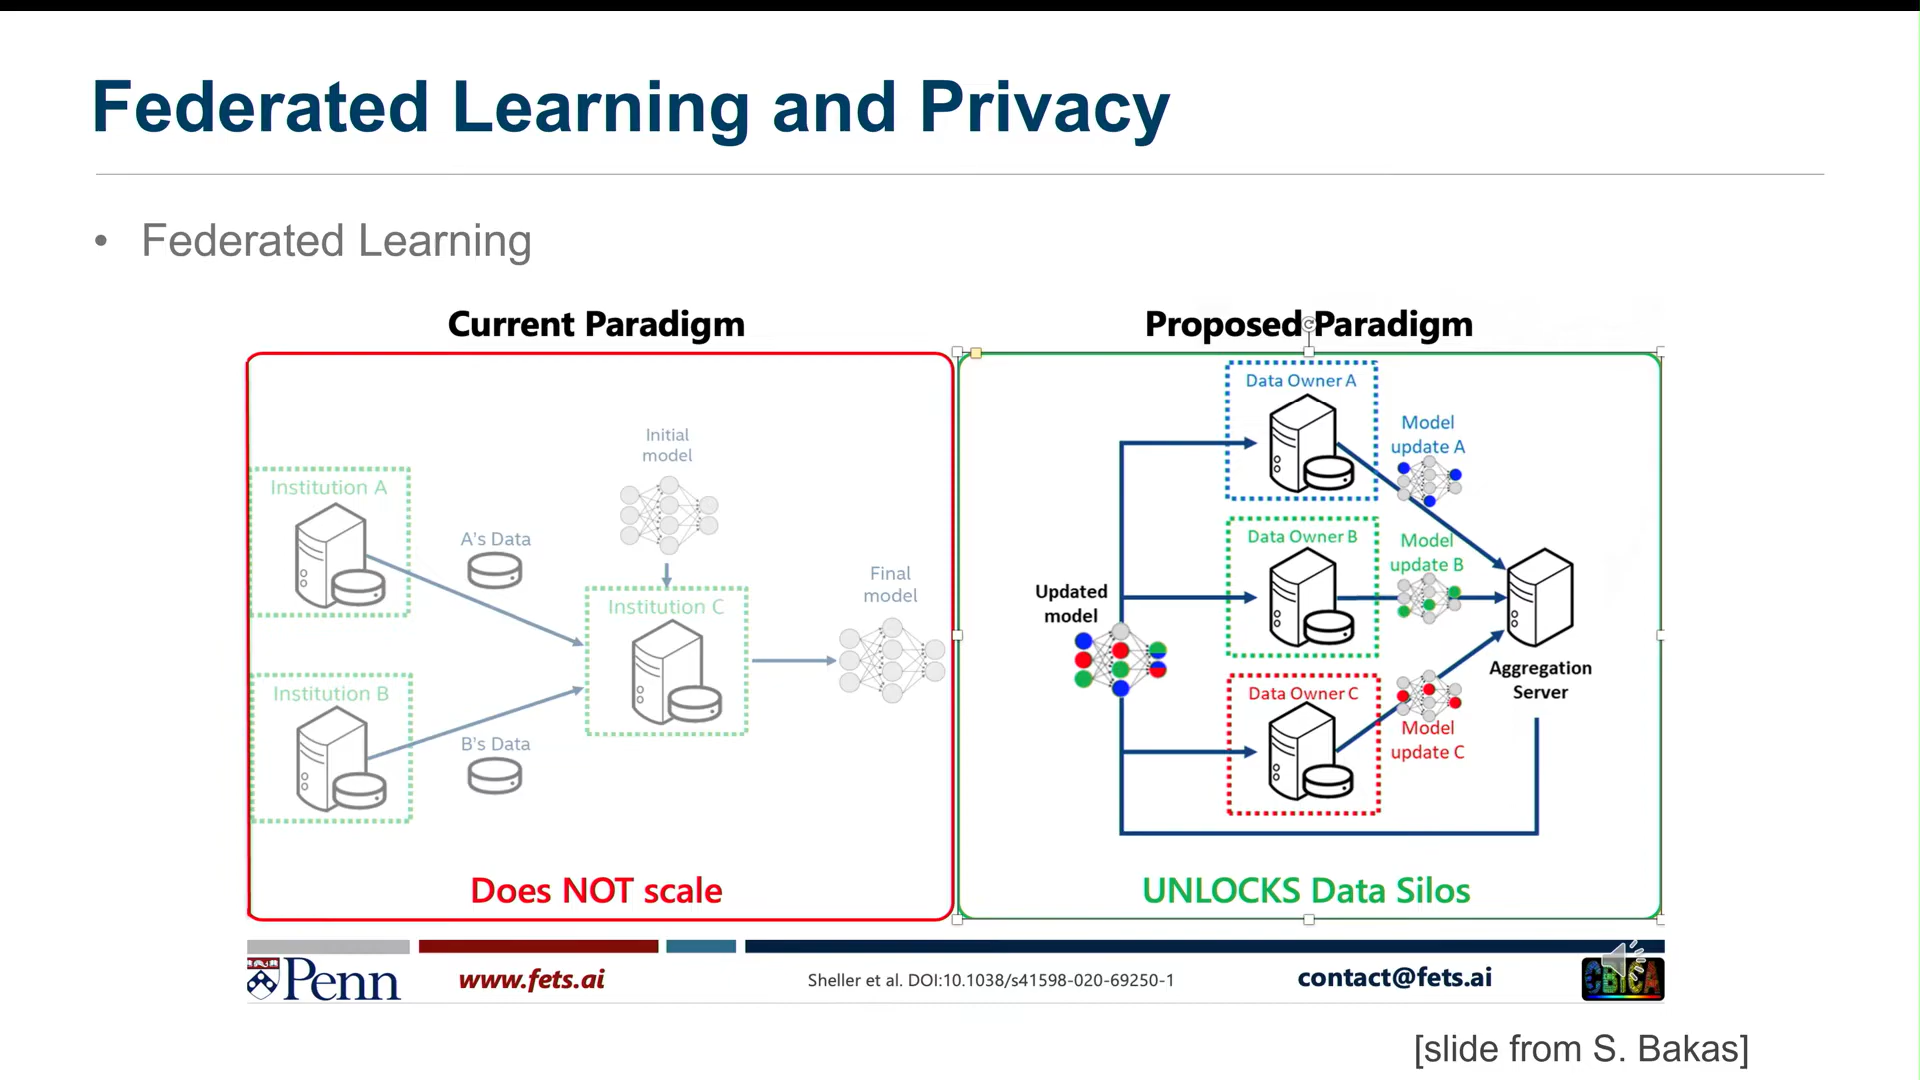 Federated Learning and Privacy
• Federated Learning
Current Paradigm
Institution A
A's Data
Initial
model
Institution C
Final
model
Institution B
B's Data
Does NOT scale
Proposed Paradigm
Data Owner A
Model
update A
Data Owner B
Model
update B
Updated
model
Data Owner C
Model
update C
Aggregation
Server
UNLOCKS Data Silos
Penn
www.fets.ai
Sheller et al. DOI:10.1038/s41598-020-69250-1
contact@fets.ai
CBICA
[slide from S. Bakas]